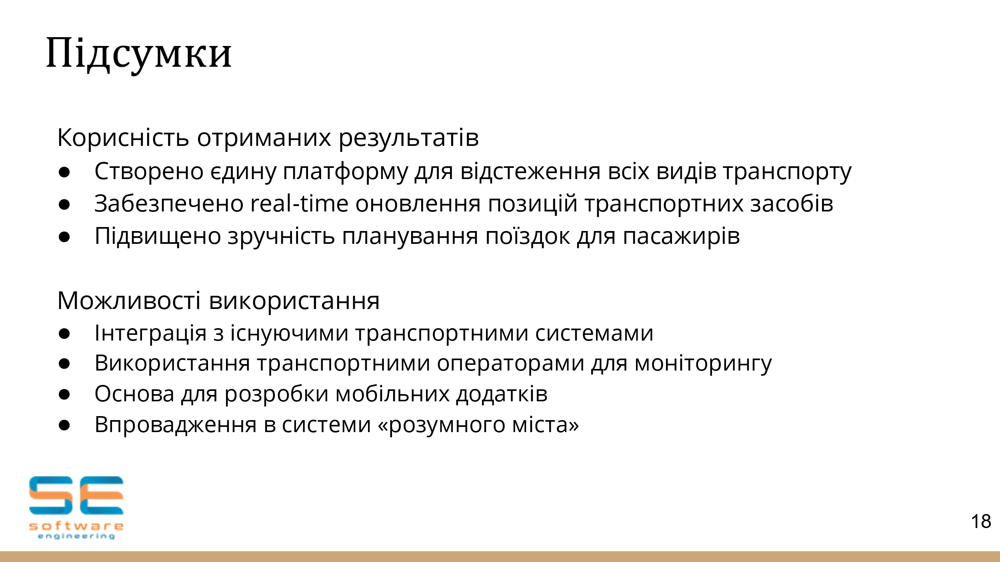 Підсумки
Корисність отриманих результатів
● Створено єдину платформу для відстеження всіх видів транспорту
● Забезпечено real-time оновлення позицій транспортних засобів
● Підвищено зручність планування поїздок для пасажирів
Можливості використання
● Інтеграція з існуючими транспортними системами
● Використання транспортними операторами для моніторингу
● Основа для розробки мобільних додатків
● Впровадження в системи «розумного міста»
SE
software
engineering
18